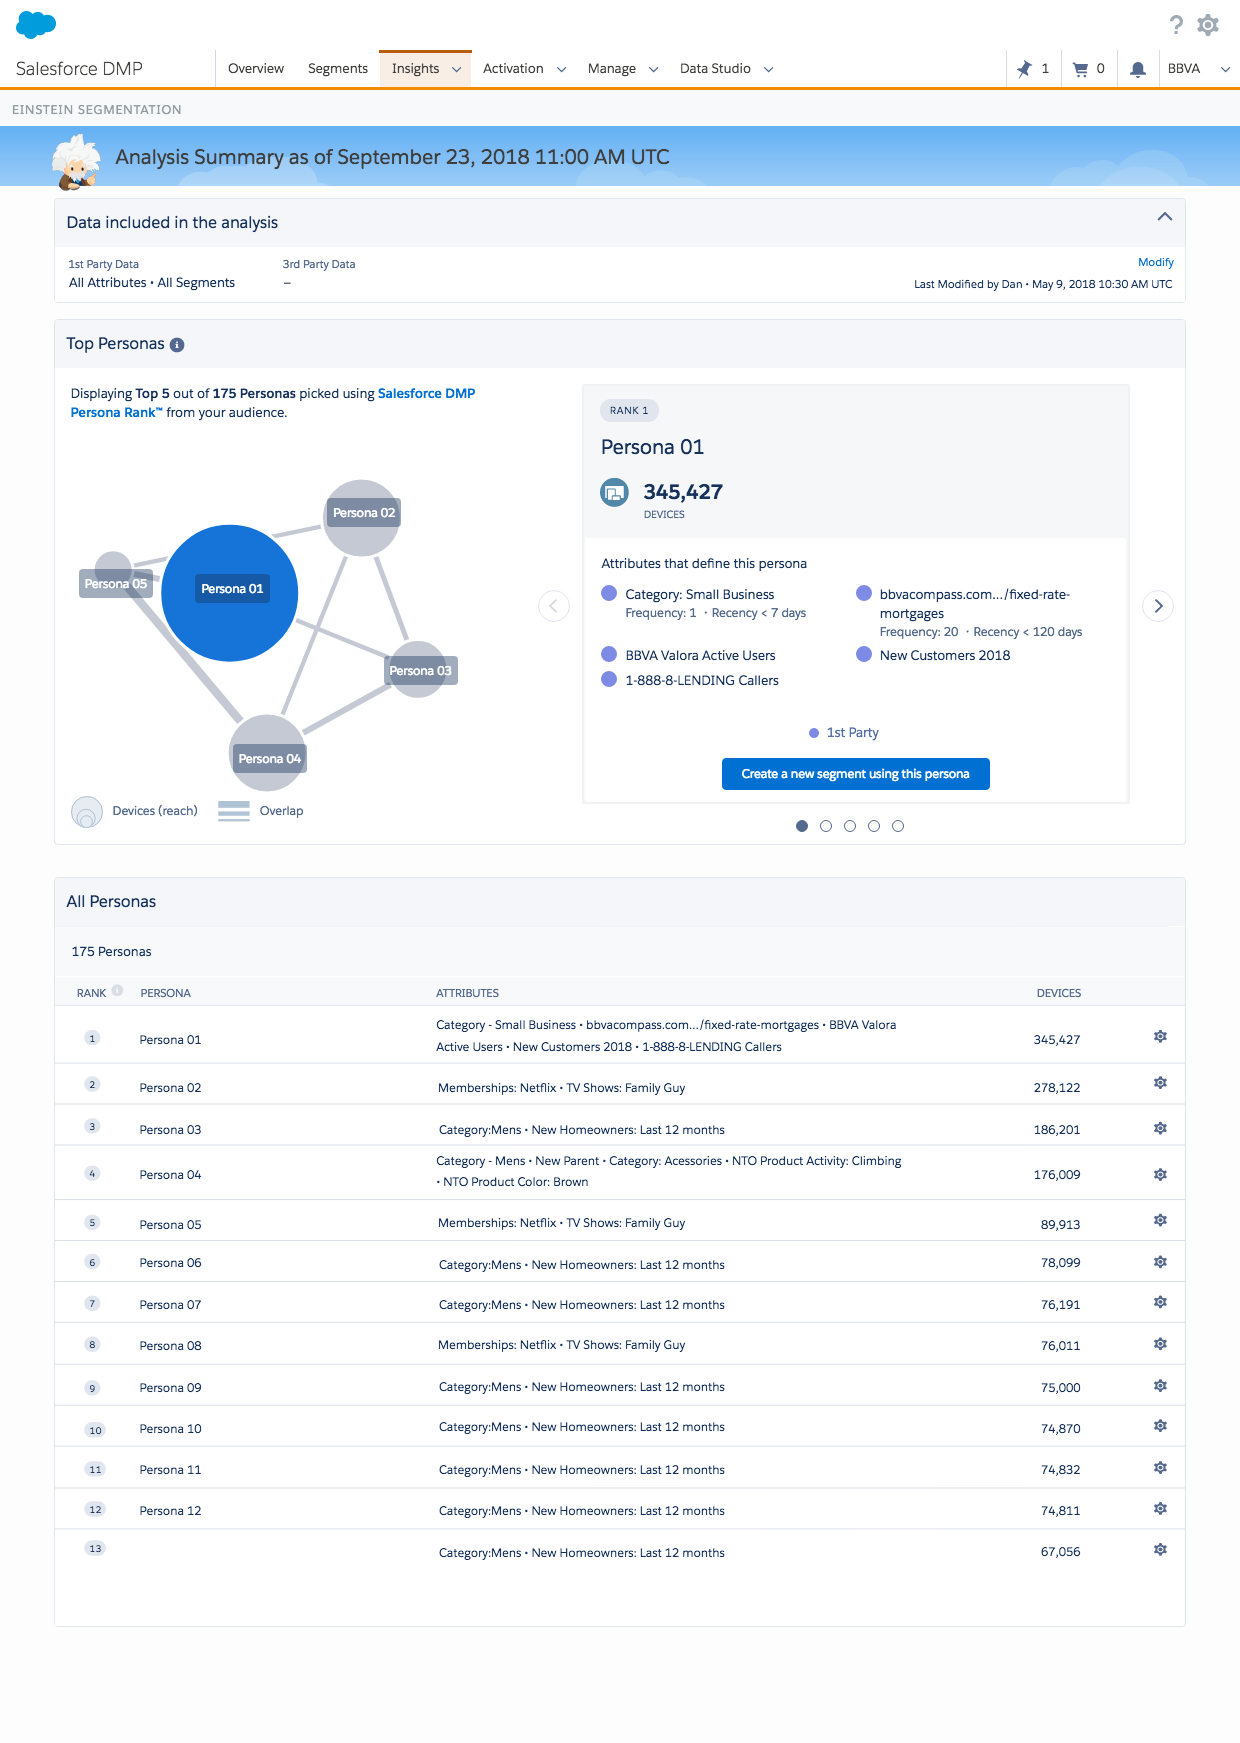 Salesforce DMP
Overview Segments Insights Activation Manage Data Studio 1 0 BBVA
EINSTEIN SEGMENTATION
Analysis Summary as of September 23, 2018 11:00 AM UTC
Data included in the analysis
1st Party Data 3rd Party Data Modify
All Attributes • All Segments – Last Modified by Dan • May 9, 2018 10:30 AM UTC
Top Personas
Displaying Top 5 out of 175 Personas picked using Salesforce DMP
Persona Rank™ from your audience.
Persona 02
Persona 05
Persona 01
Persona 03
Persona 04
Devices (reach) Overlap
RANK 1
Persona 01
345,427
DEVICES
Attributes that define this persona
Category: Small Business
Frequency: 1 · Recency < 7 days
bbvacompass.com.../fixed-rate-
mortgages
Frequency: 20 · Recency < 120 days
BBVA Valora Active Users
New Customers 2018
1-888-8-LENDING Callers
1st Party
Create a new segment using this persona
All Personas
175 Personas
RANK PERSONA ATTRIBUTES DEVICES
Category - Small Business • bbvacompass.com.../fixed-rate-mortgages • BBVA Valora
1 Persona 01 345,427
Active Users • New Customers 2018 • 1-888-8-LENDING Callers
2 Persona 02 Memberships: Netflix • TV Shows: Family Guy 278,122
3 Persona 03 Category:Mens • New Homeowners: Last 12 months 186,201
Category - Mens • New Parent • Category: Acessories • NTO Product Activity: Climbing
4 Persona 04 176,009
• NTO Product Color: Brown
5 Persona 05 Memberships: Netflix • TV Shows: Family Guy 89,913
6 Persona 06 Category:Mens • New Homeowners: Last 12 months 78,099
7 Persona 07 Category:Mens • New Homeowners: Last 12 months 76,191
8 Persona 08 Memberships: Netflix • TV Shows: Family Guy 76,011
9 Persona 09 Category:Mens • New Homeowners: Last 12 months 75,000
10 Persona 10 Category:Mens • New Homeowners: Last 12 months 74,870
11 Persona 11 Category:Mens • New Homeowners: Last 12 months 74,832
12 Persona 12 Category:Mens • New Homeowners: Last 12 months 74,811
13 Category:Mens • New Homeowners: Last 12 months 67,056